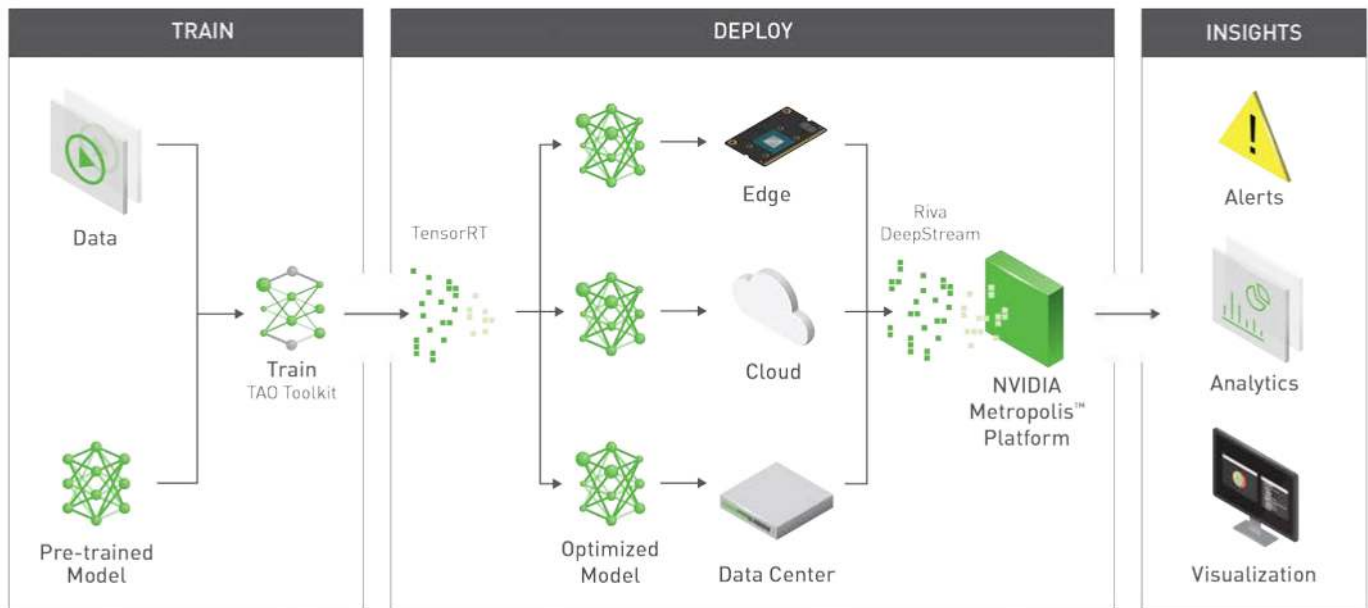 TRAIN
DEPLOY
INSIGHTS
Data
Train
TAO Toolkit
Pre-trained
Model
TensorRT
Edge
Cloud
Optimized
Model
Data Center
Riva
DeepStream
NVIDIA
Metropolis™
Platform
Alerts
Analytics
Visualization